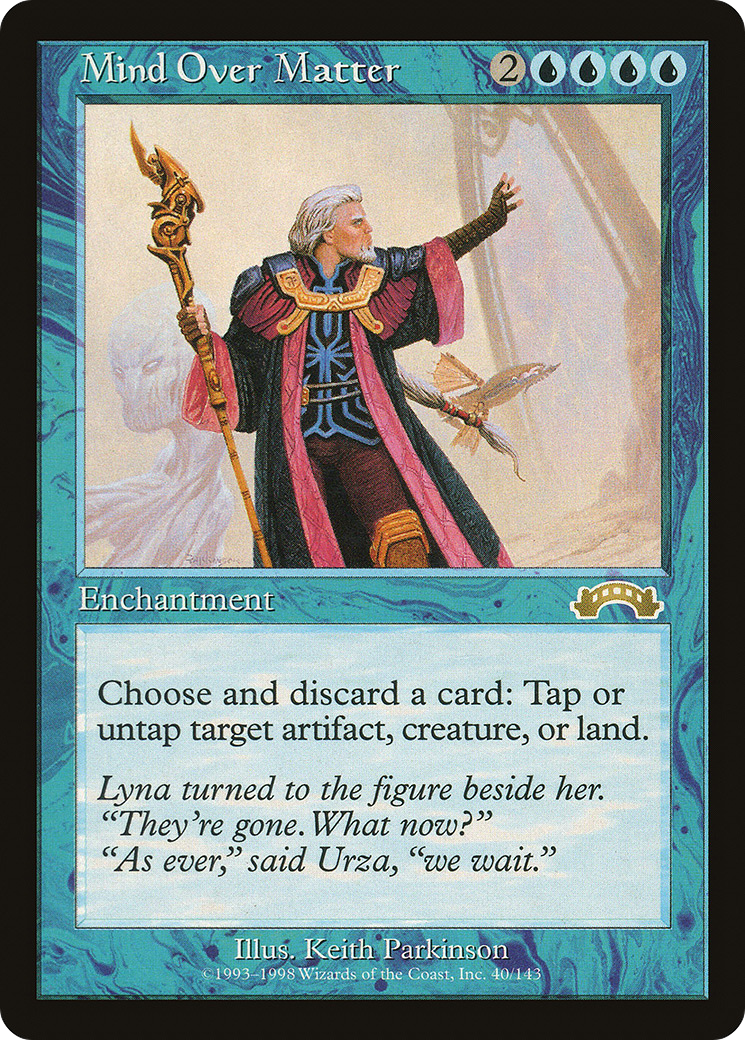 Mind Over Matter 2
Enchantment
Choose and discard a card: Tap or
untap target artifact, creature, or land.
Lyna turned to the figure beside her.
“They’re gone. What now?”
“As ever,” said Urza, “we wait.”
Illus. Keith Parkinson
©1993–1998 Wizards of the Coast, Inc. 40/143